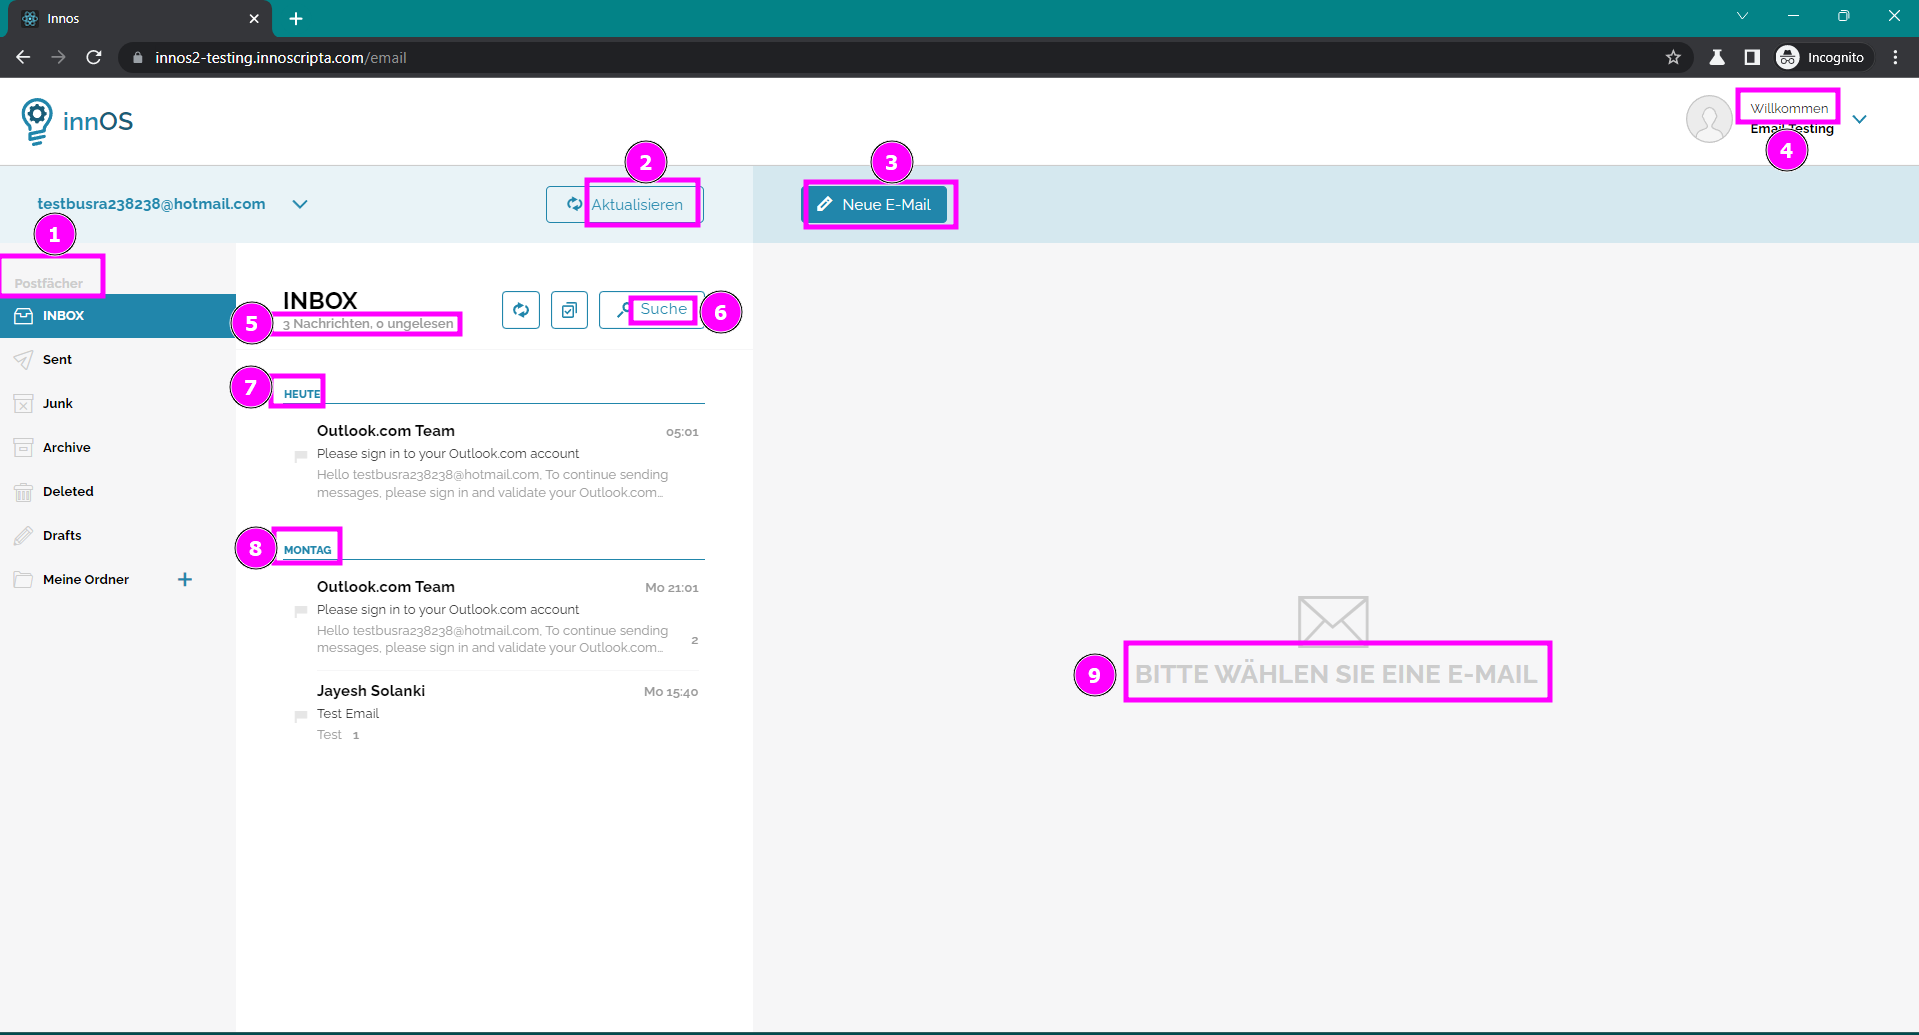 Innos
innos2-testing.innoscripta.com/email
Incognito
innOS
Willkommen
Email Testing
4
2
3
testbusra238238@hotmail.com
Aktualisieren
Neue E-Mail
1
Postfächer
INBOX
Sent
Junk
Archive
Deleted
Drafts
Meine Ordner
INBOX
5
3 Nachrichten, 0 ungelesen
Suche
6
7
HEUTE
Outlook.com Team
05:01
Please sign in to your Outlook.com account
Hello testbusra238238@hotmail.com, To continue sending
messages, please sign in and validate your Outlook.com...
8
MONTAG
Outlook.com Team
Mo 21:01
Please sign in to your Outlook.com account
Hello testbusra238238@hotmail.com, To continue sending
messages, please sign in and validate your Outlook.com...
2
Jayesh Solanki
Mo 15:40
Test Email
Test 1
9
BITTE WÄHLEN SIE EINE E-MAIL